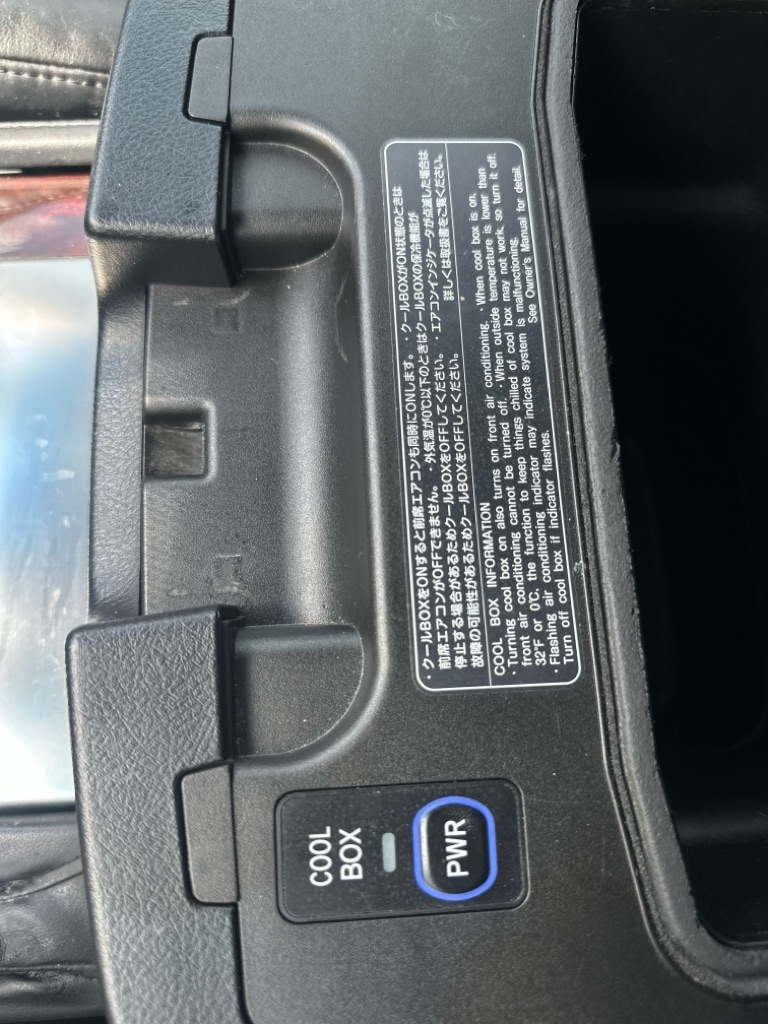 ・クールBOXをONすると前席エアコンも同時にONします。・クールBOXがON状態のときは
前席エアコンがOFFできません。・外気温が0℃以下のときはクールBOXの保冷機能が
停止する場合があるためクールBOXをOFFしてください。・エアコンインジケータが点滅した場合は
故障の可能性があるためクールBOXをOFFしてください。 詳しくは取扱書をご覧ください。
COOL BOX INFORMATION
・Turning cool box on also turns on front air conditioning. ・When cool box is on,
front air conditioning cannot be turned off. ・When outside temperature is lower than
32°F or 0℃, the function to keep things chilled of cool box may not work, so turn it off.
・Flashing air conditioning indicator may indicate system is malfunctioning.
Turn off cool box if indicator flashes. See Owner's Manual for detail.
COOL
BOX
PWR